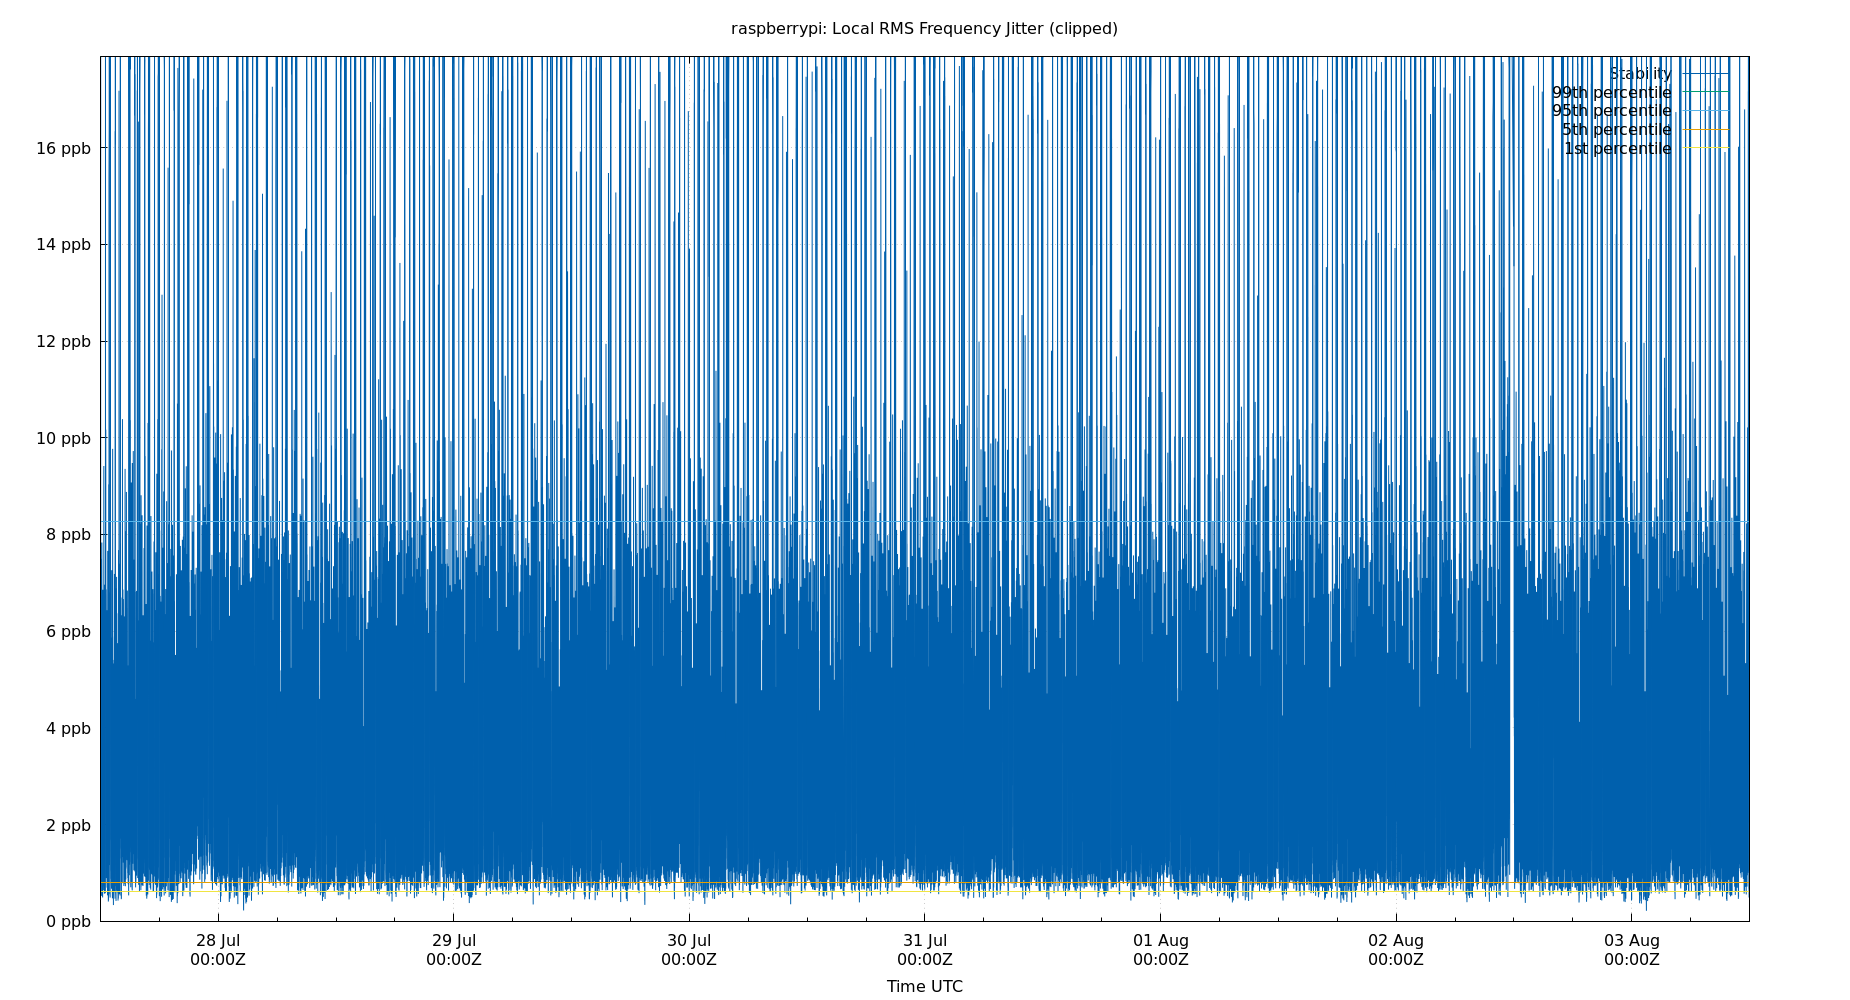 raspberrypi: Local RMS Frequency Jitter (clipped)
Stability
99th percentile
95th percentile
5th percentile
1st percentile
16 ppb
14 ppb
12 ppb
10 ppb
8 ppb
6 ppb
4 ppb
2 ppb
0 ppb
28 Jul 29 Jul 30 Jul 31 Jul 01 Aug 02 Aug 03 Aug
00:00Z 00:00Z 00:00Z 00:00Z 00:00Z 00:00Z 00:00Z
Time UTC